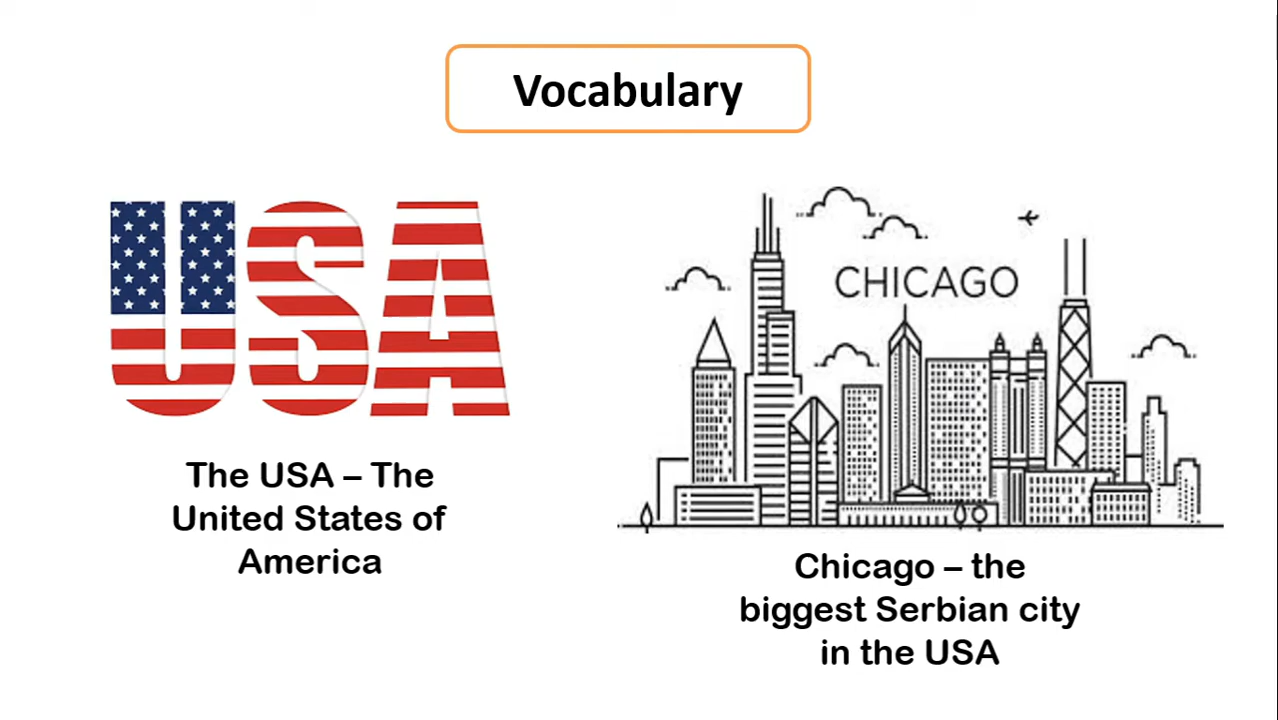 Vocabulary
USA
CHICAGO
The USA – The
United States of
America
Chicago – the
biggest Serbian city
in the USA